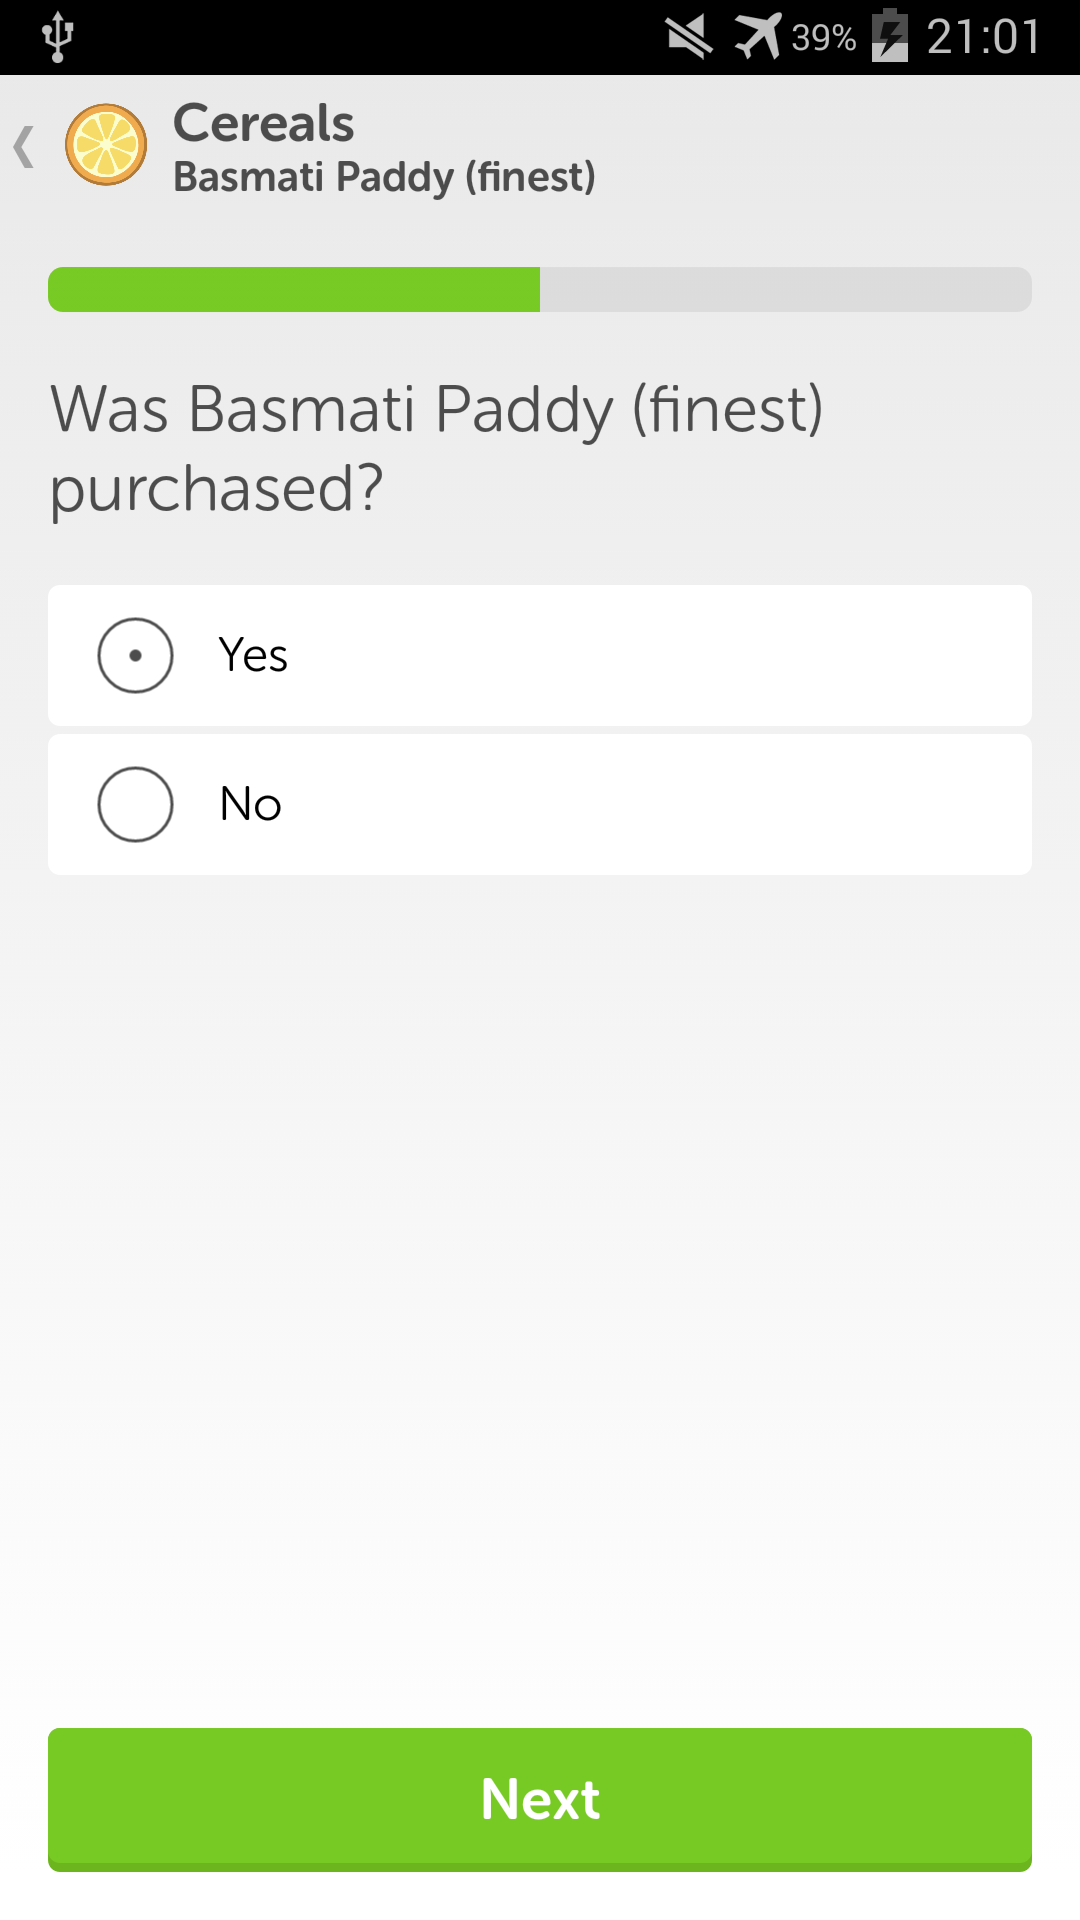 39% 21:01
Cereals
Basmati Paddy (finest)
Was Basmati Paddy (finest)
purchased?
Yes
No
Next